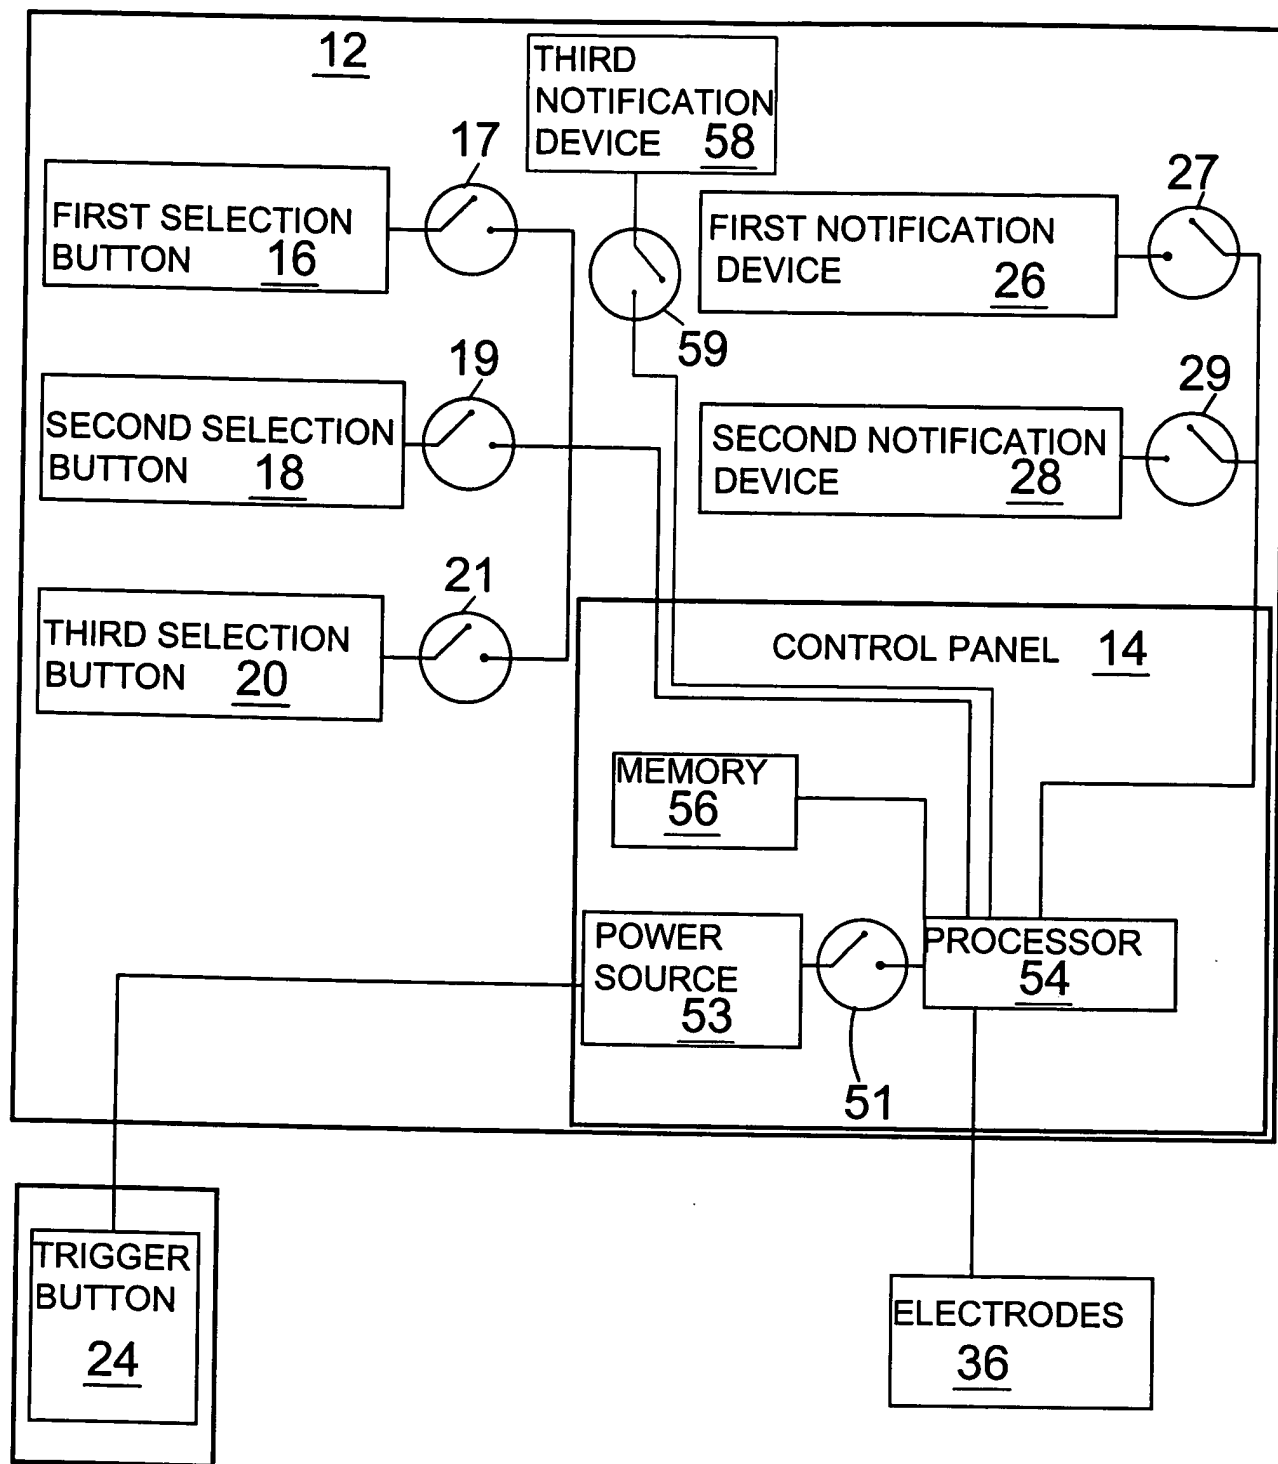 12
THIRD
NOTIFICATION
DEVICE 58
17
27
FIRST SELECTION
BUTTON 16
FIRST NOTIFICATION
DEVICE 26
59
19
29
SECOND SELECTION
BUTTON 18
SECOND NOTIFICATION
DEVICE 28
21
THIRD SELECTION
BUTTON 20
CONTROL PANEL 14
MEMORY
56
POWER
SOURCE
53
PROCESSOR
54
51
TRIGGER
BUTTON
24
ELECTRODES
36